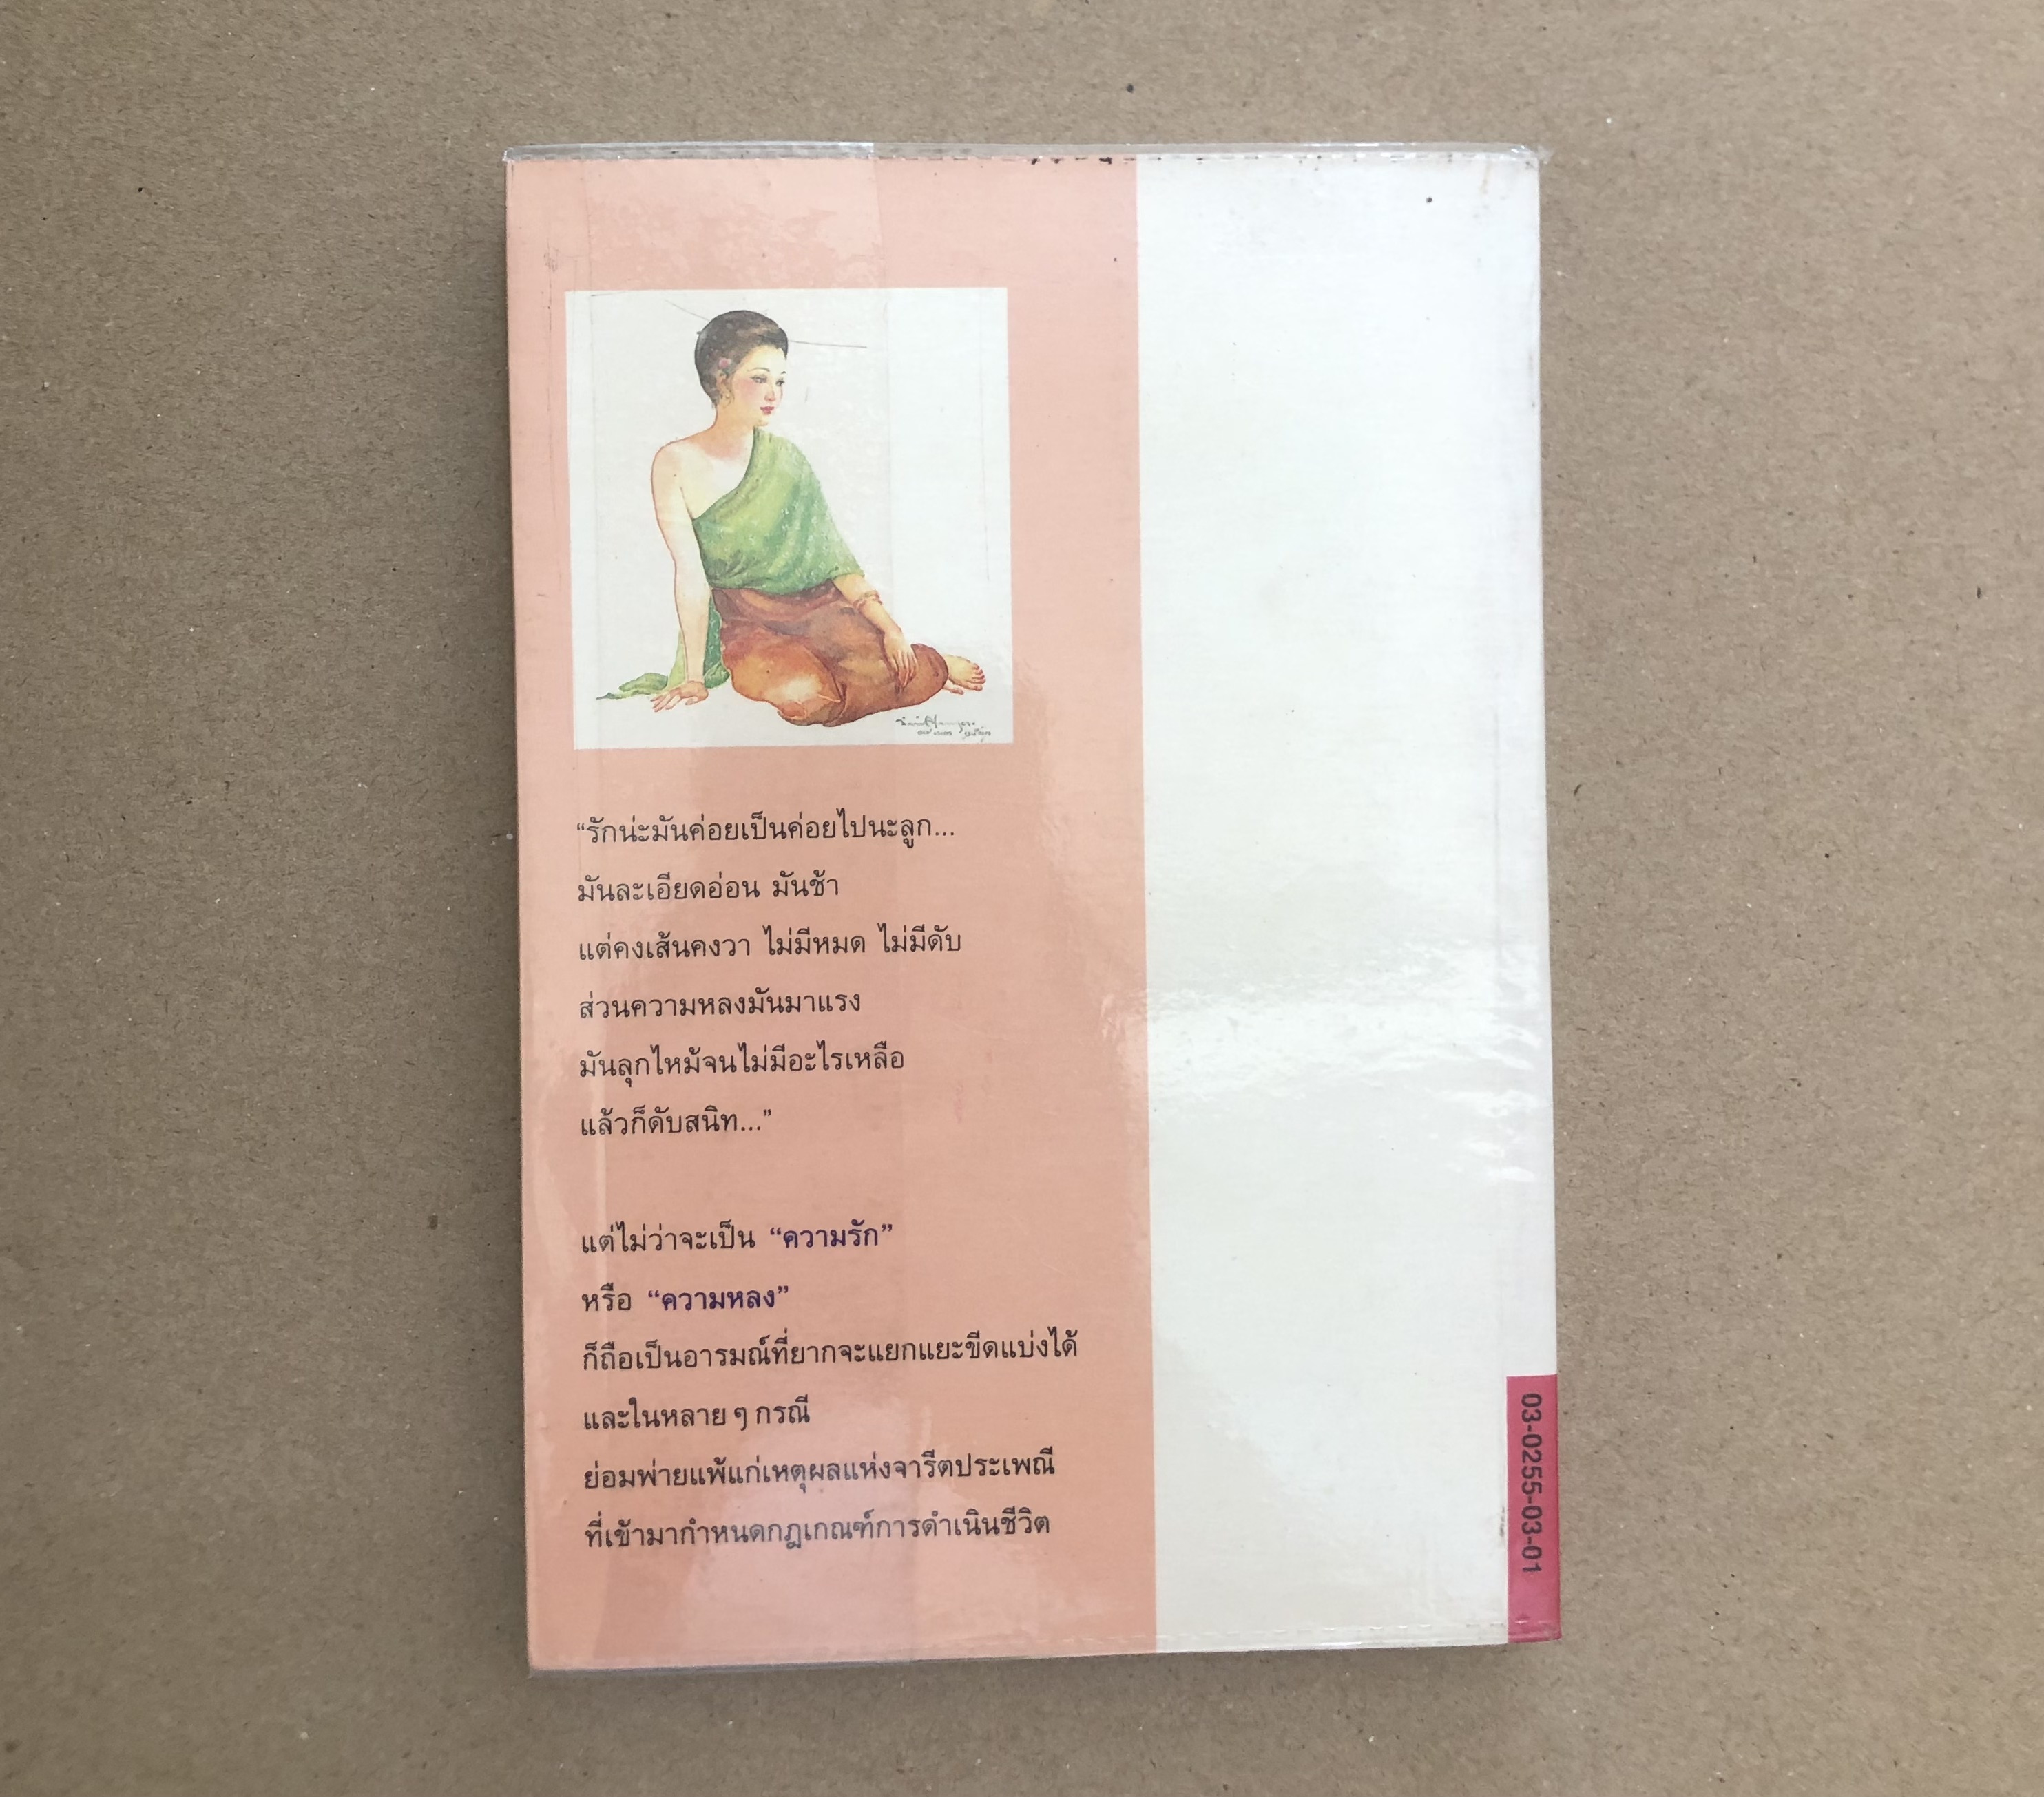 “รักน่ะมันค่อยเป็นค่อยไปนะลูก...
มันละเอียดอ่อน มันช้า
แต่คงเส้นคงวา ไม่มีหมด ไม่มีดับ
ส่วนความหลงมันมาแรง
มันลุกไหม้จนไม่มีอะไรเหลือ
แล้วก็ดับสนิท...”
แต่ไม่ว่าจะเป็น “ความรัก”
หรือ “ความหลง”
ก็ถือเป็นอารมณ์ที่ยากจะแยกแยะขีดแบ่งได้
และในหลาย ๆ กรณี
ย่อมพ่ายแพ้แก่เหตุผลแห่งจารีตประเพณี
ที่เข้ามากำหนดกฎเกณฑ์การดำเนินชีวิต
03-0255-03-01